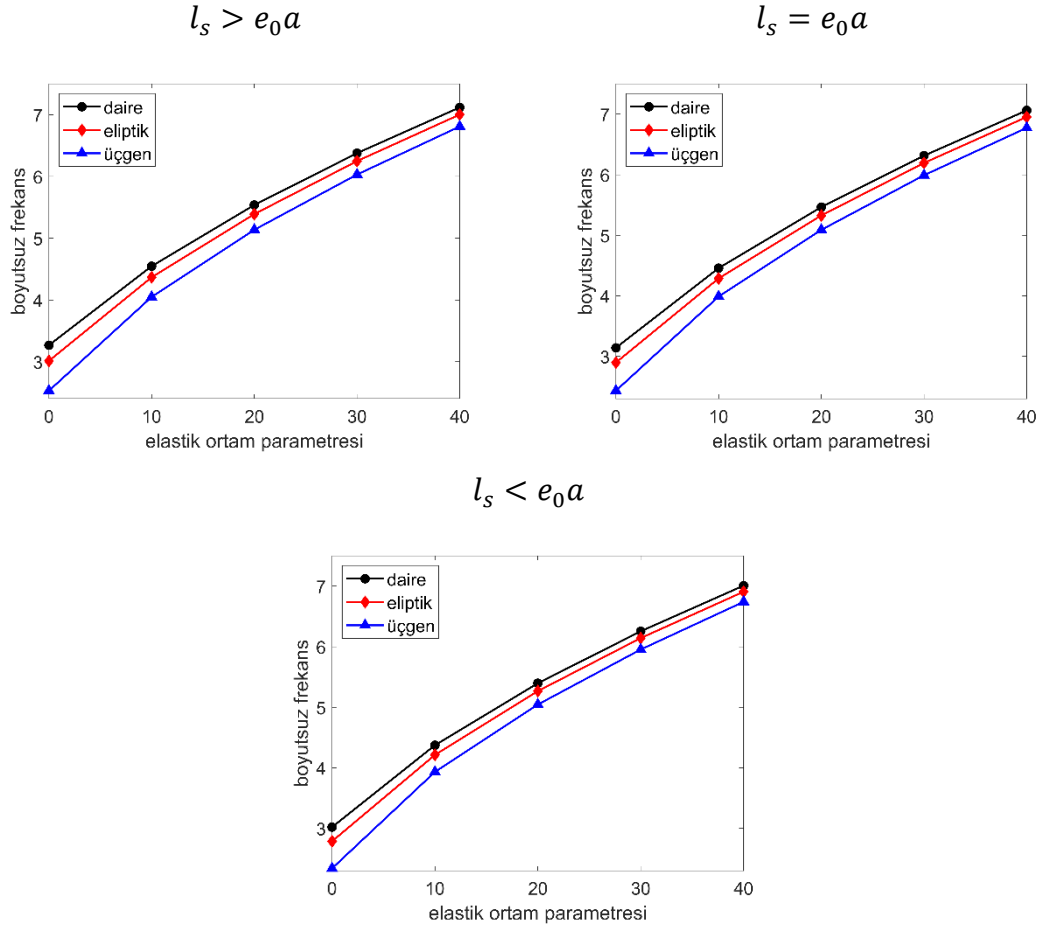 l_s > e_0a
l_s = e_0a
daire
eliptik
üçgen
7
6
5
4
3
boyutsuz frekans
0 10 20 30 40
elastik ortam parametresi
daire
eliptik
üçgen
7
6
5
4
3
boyutsuz frekans
0 10 20 30 40
elastik ortam parametresi
l_s < e_0a
daire
eliptik
üçgen
7
6
5
4
3
boyutsuz frekans
0 10 20 30 40
elastik ortam parametresi